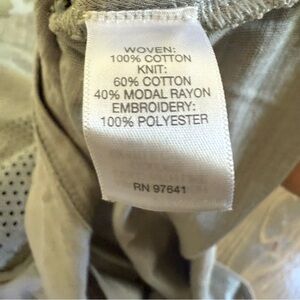 WOVEN:
100% COTTON
KNIT:
60% COTTON
40% MODAL RAYON
EMBROIDERY:
100% POLYESTER
RN 97641